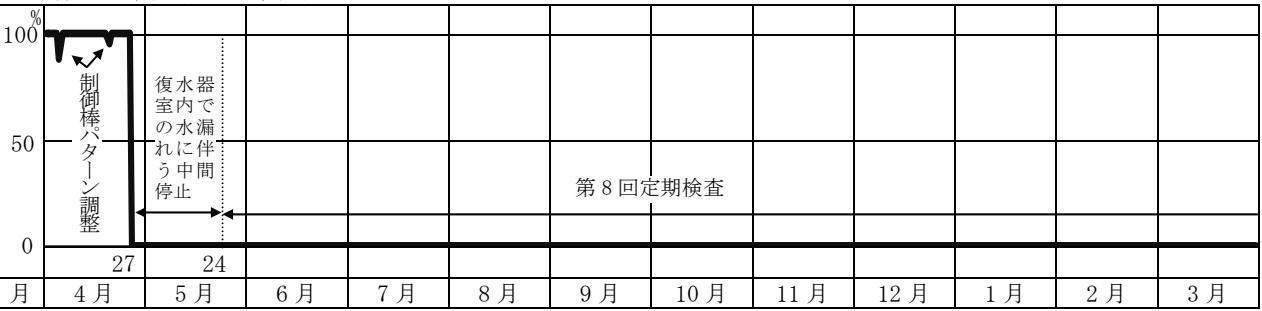 %
100
50
0
制御棒パターン調整
復水器
室内で
の水漏
れに伴
う中間
停止
第8回定期検査
27
24
月
4月
5月
6月
7月
8月
9月
10月
11月
12月
1月
2月
3月